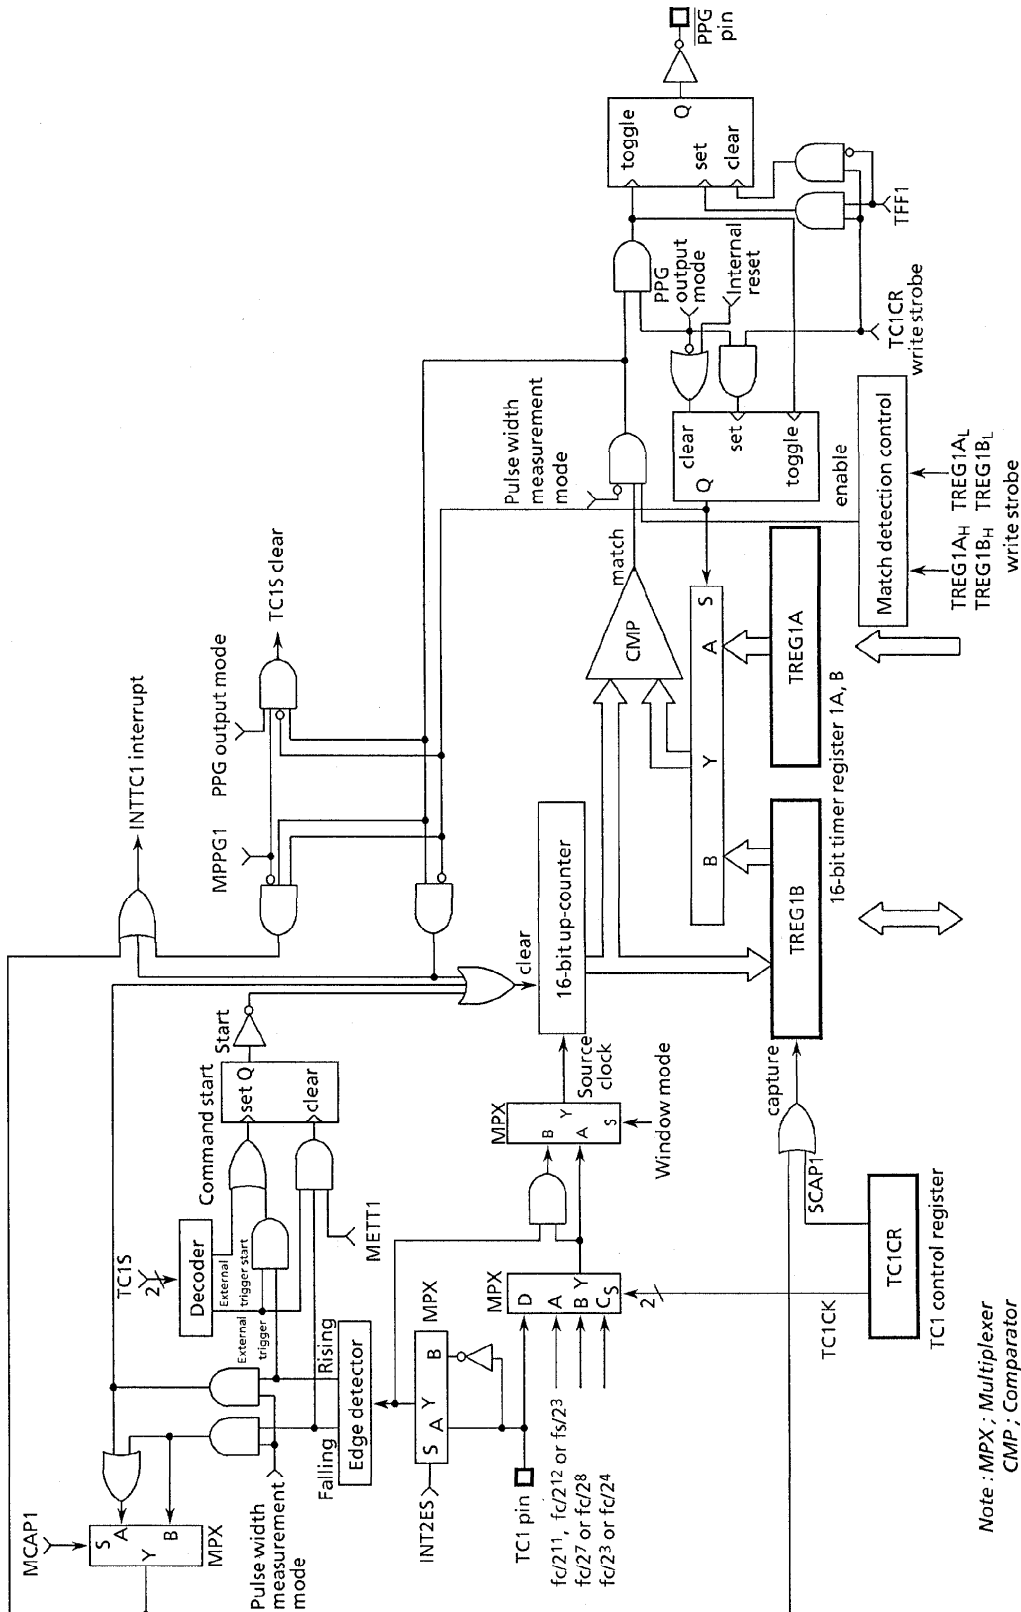 MCAP1
S
A
B
Y
MPX
Pulse width
measurement
mode
TC1S
2
Decoder
External
trigger start
External
trigger
Command start
Start
set Q
clear
METT1
Rising
Falling
Edge detector
INT2ES
S A Y B
MPX
TC1 pin
fc/211, fc/212 or fs/23
fc/27 or fc/28
fc/23 or fc/24
MPX
D
A
B Y
C S
2
TC1CK
MPX
B
A
Y
S
Window mode
Source
clock
16-bit up-counter
clear
INTTC1 interrupt
MPPG1
PPG output mode
TC1S clear
CMP
match
Pulse width
measurement
mode
B
Y
A
S
TREG1B
TREG1A
16-bit timer register 1A, B
capture
SCAP1
TC1CR
TC1 control register
Q
clear
set
toggle
enable
Match detection control
TREG1AH TREG1AL
TREG1BH TREG1BL
write strobe
PPG
output
mode
Internal
reset
TC1CR
write strobe
TFF1
toggle
set
clear
Q
PPG
pin
Note : MPX ; Multiplexer
CMP ; Comparator